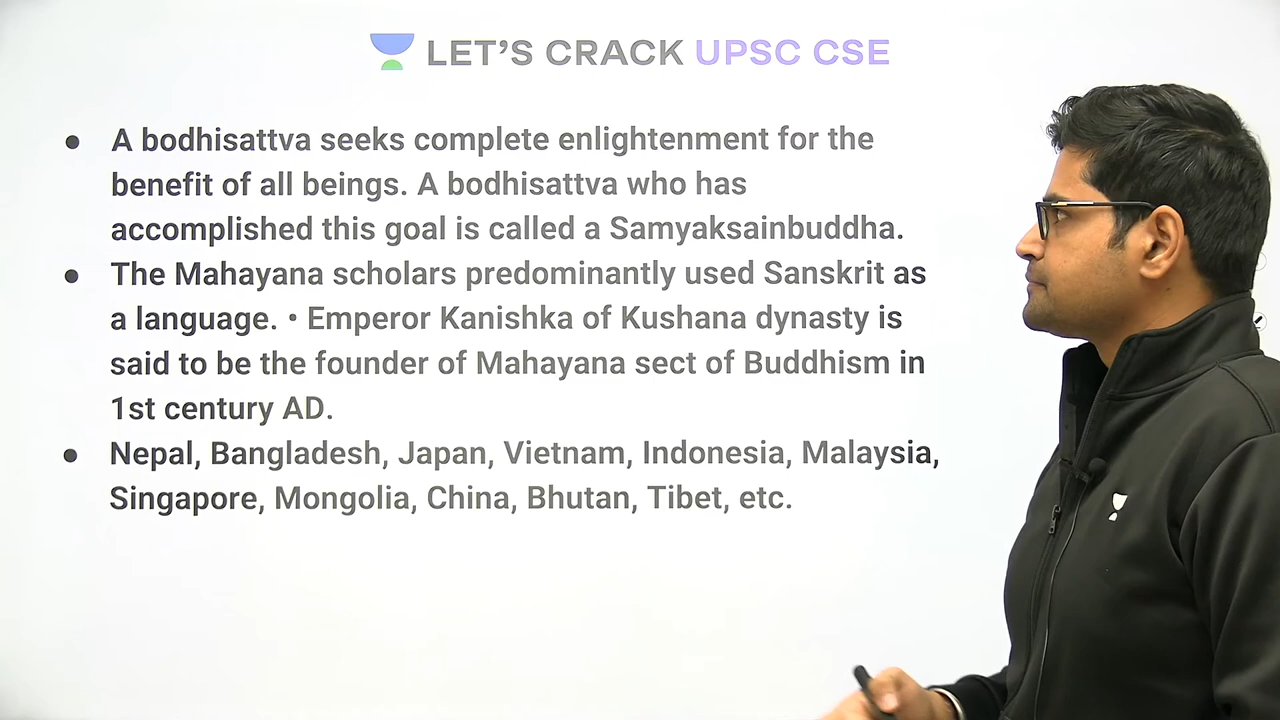 LET'S CRACK UPSC CSE
● A bodhisattva seeks complete enlightenment for the
benefit of all beings. A bodhisattva who has
accomplished this goal is called a Samyaksainbuddha.
● The Mahayana scholars predominantly used Sanskrit as
a language. • Emperor Kanishka of Kushana dynasty is
said to be the founder of Mahayana sect of Buddhism in
1st century AD.
● Nepal, Bangladesh, Japan, Vietnam, Indonesia, Malaysia,
Singapore, Mongolia, China, Bhutan, Tibet, etc.